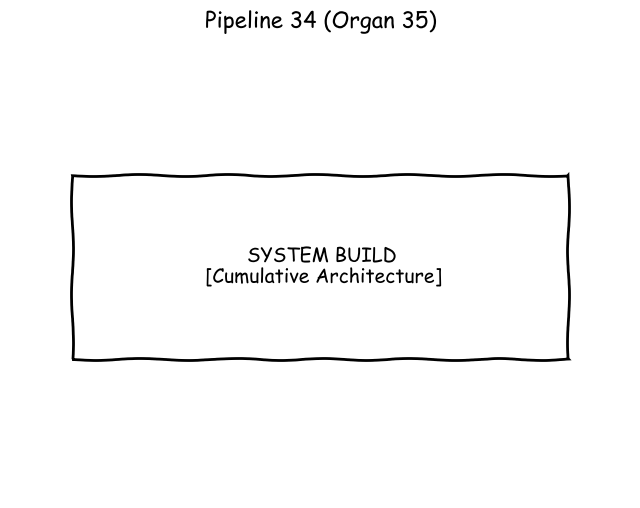 Pipeline 34 (Organ 35)
SYSTEM BUILD
[Cumulative Architecture]